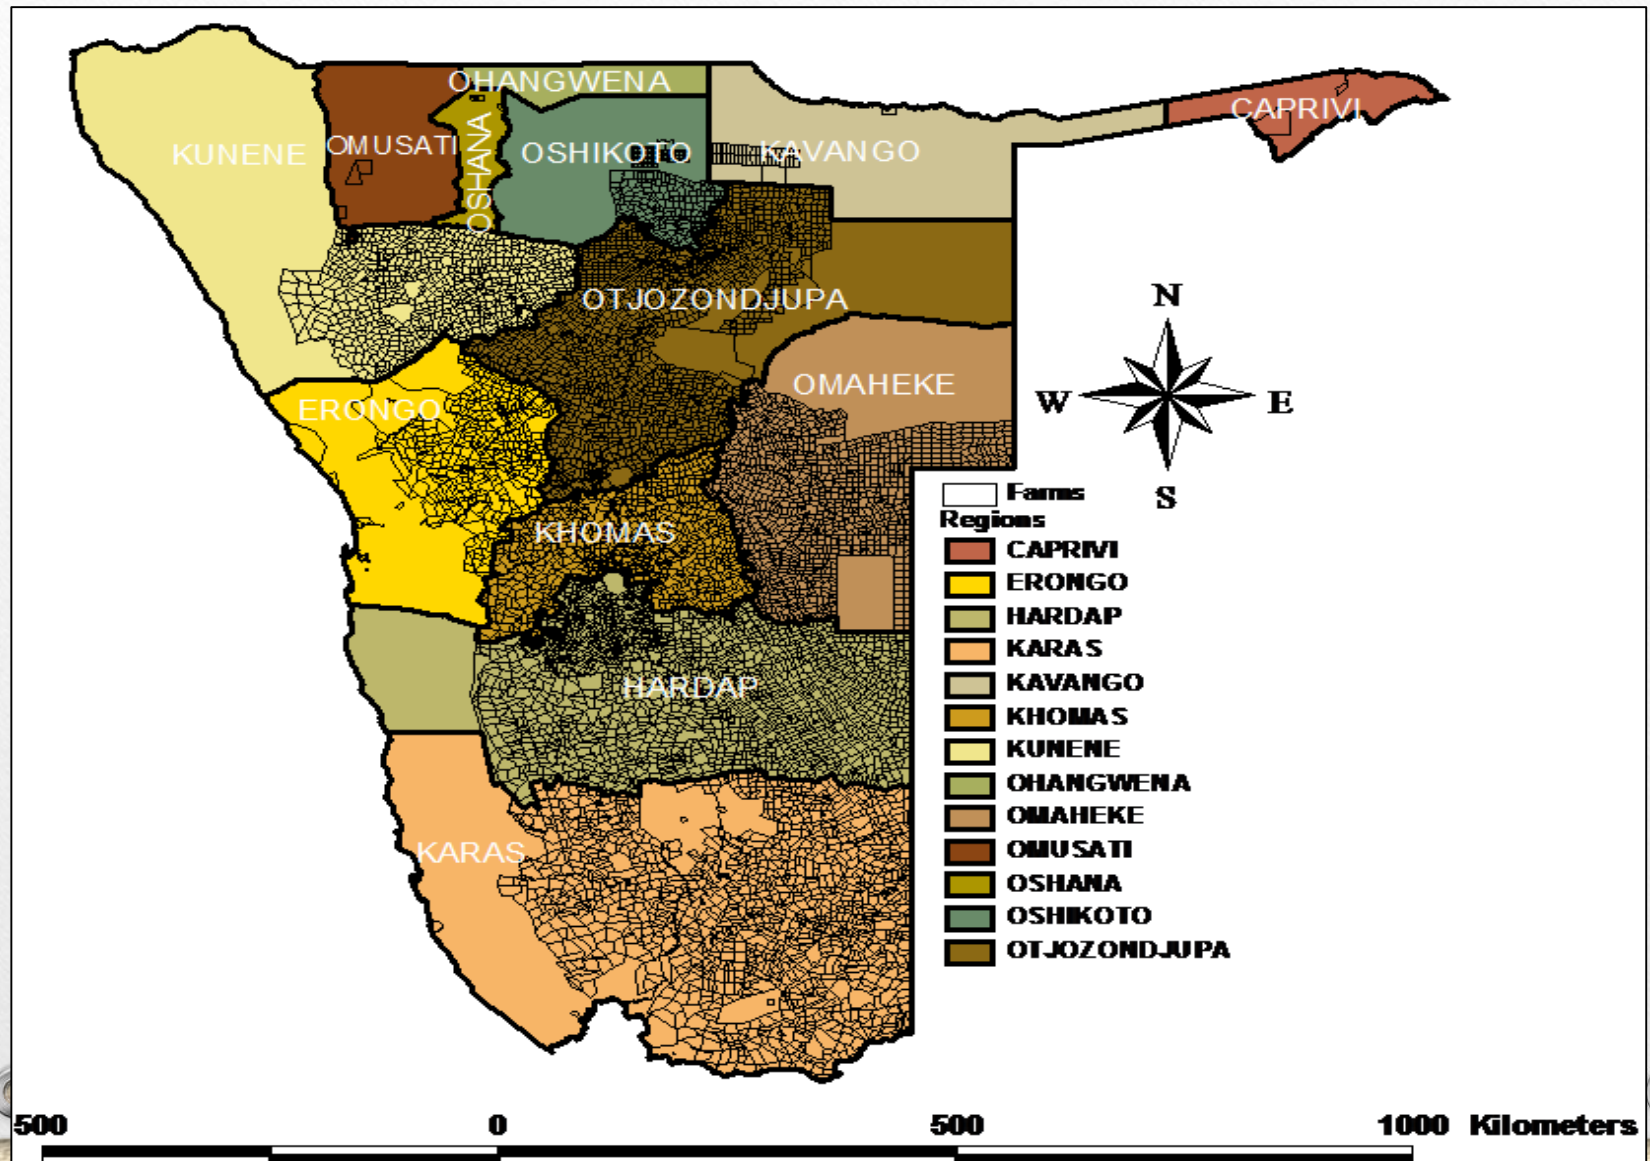 OHANGWENA
CAPRIVI
KUNENE
OMUSATI
OSHANA
OSHIKOTO
KAVANGO
OTJOZONDJUPA
N
OMAHEKE
W
E
ERONGO
S
KHOMAS
HARDAP
KARAS
Farms
Regions
CAPRIVI
ERONGO
HARDAP
KARAS
KAVANGO
KHOMAS
KUNENE
OHANGWENA
OMAHEKE
OMUSATI
OSHANA
OSHIKOTO
OTJOZONDJUPA
500 0 500 1000 Kilometers